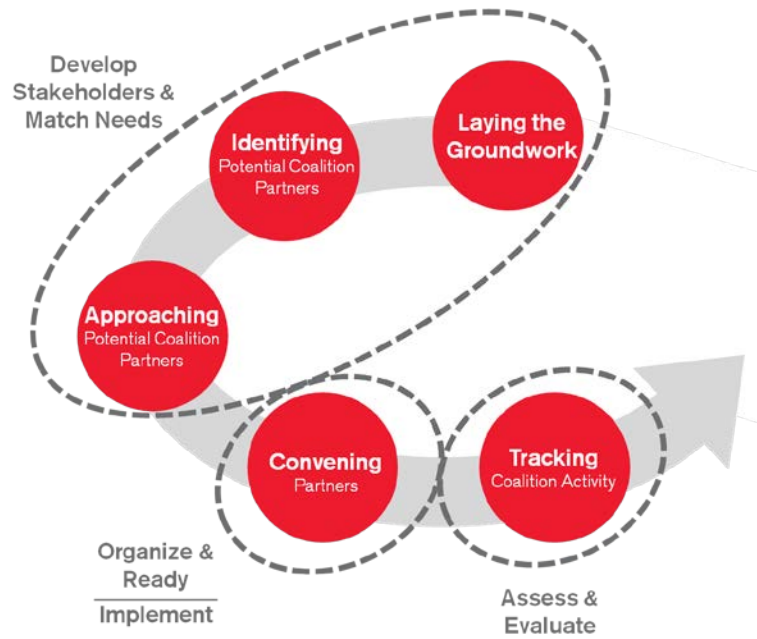 Develop
Stakeholders &
Match Needs
Laying the
Groundwork
Identifying
Potential Coalition
Partners
Approaching
Potential Coalition
Partners
Convening
Partners
Tracking
Coalition Activity
Organize &
Ready
Implement
Assess &
Evaluate